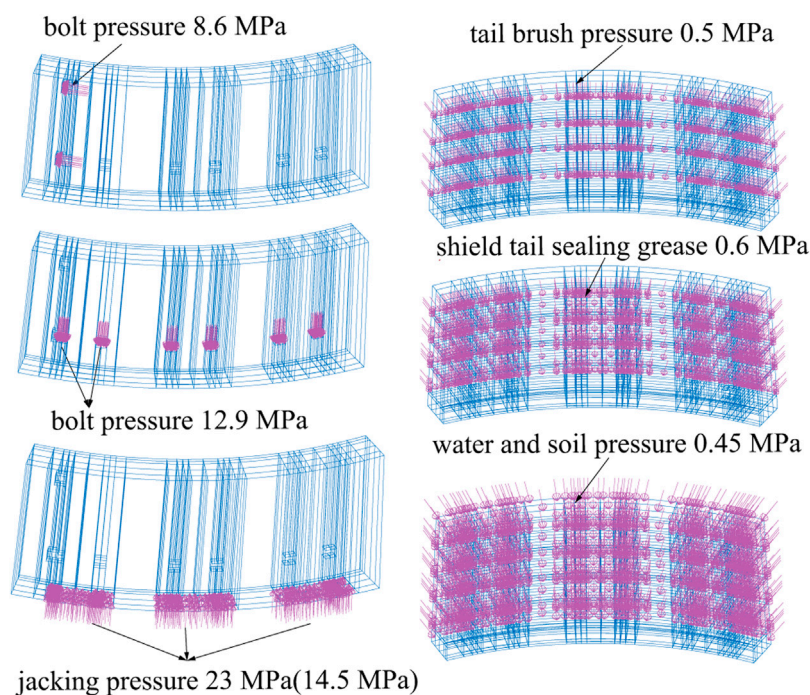 bolt pressure 8.6 MPa
tail brush pressure 0.5 MPa
shield tail sealing grease 0.6 MPa
bolt pressure 12.9 MPa
water and soil pressure 0.45 MPa
jacking pressure 23 MPa(14.5 MPa)